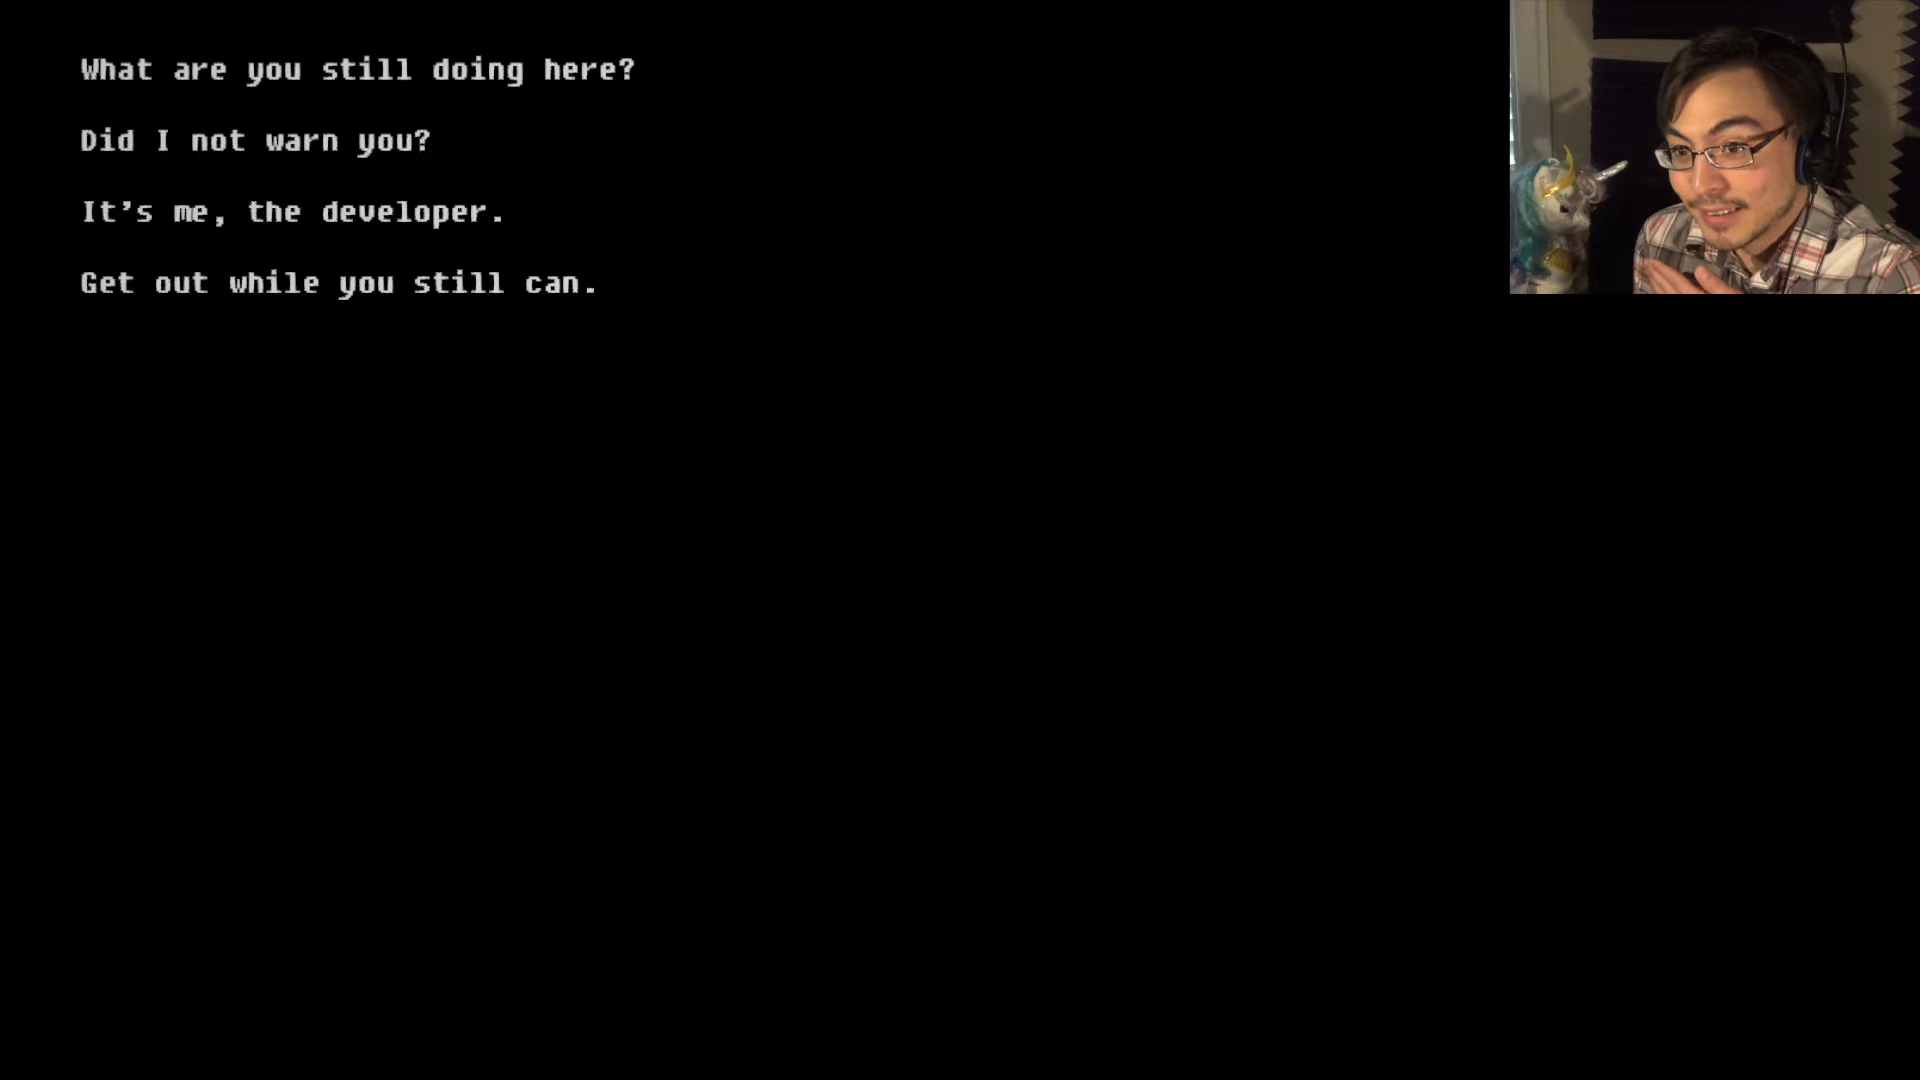 What are you still doing here?
Did I not warn you?
It's me, the developer.
Get out while you still can.